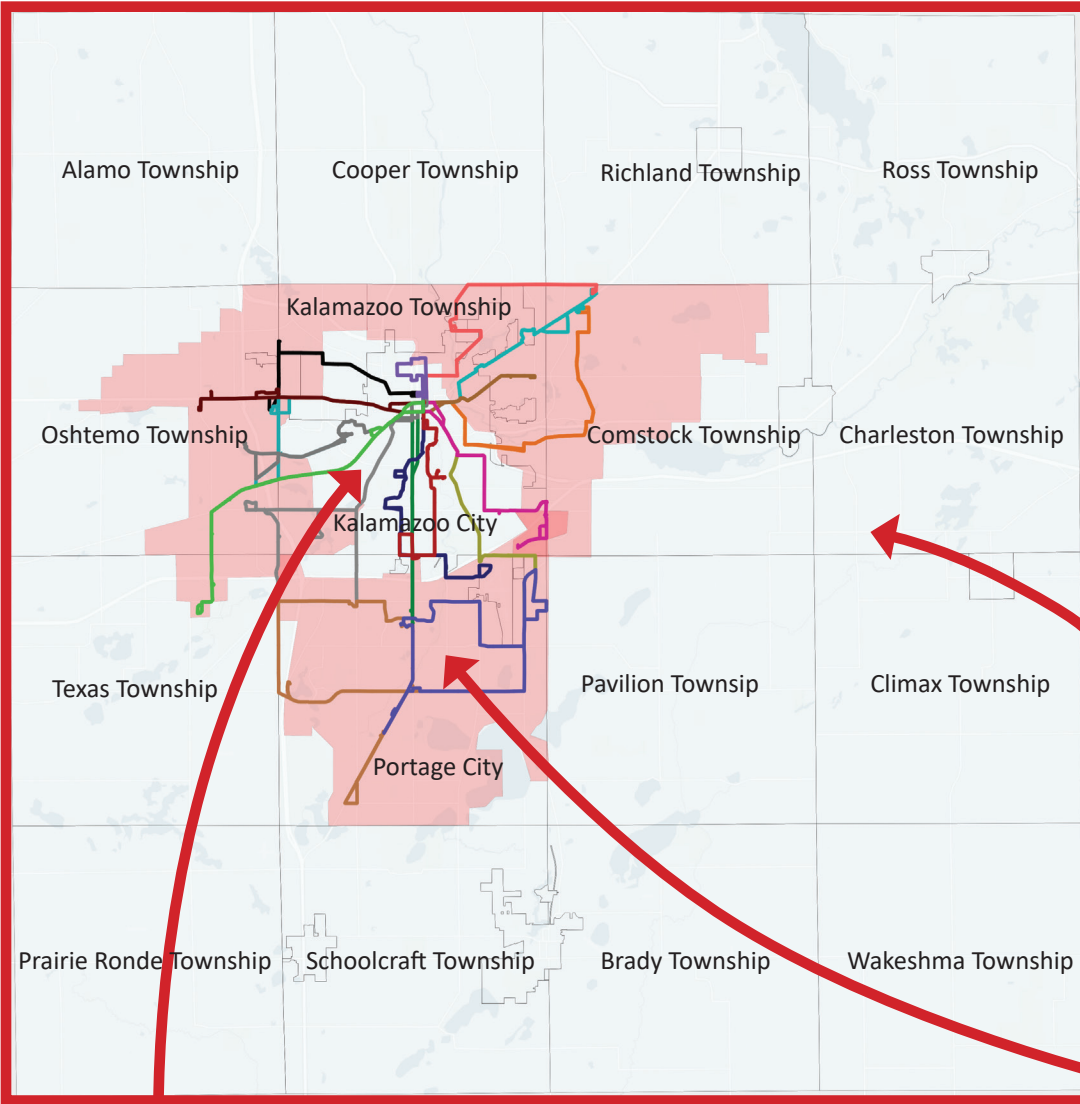 Alamo Township
Cooper Township
Richland Township
Ross Township
Kalamazoo Township
Oshtemo Township
Comstock Township
Charleston Township
Kalamazoo City
Texas Township
Pavilion Townsip
Climax Township
Portage City
Prairie Ronde Township
Schoolcraft Township
Brady Township
Wakeshma Township